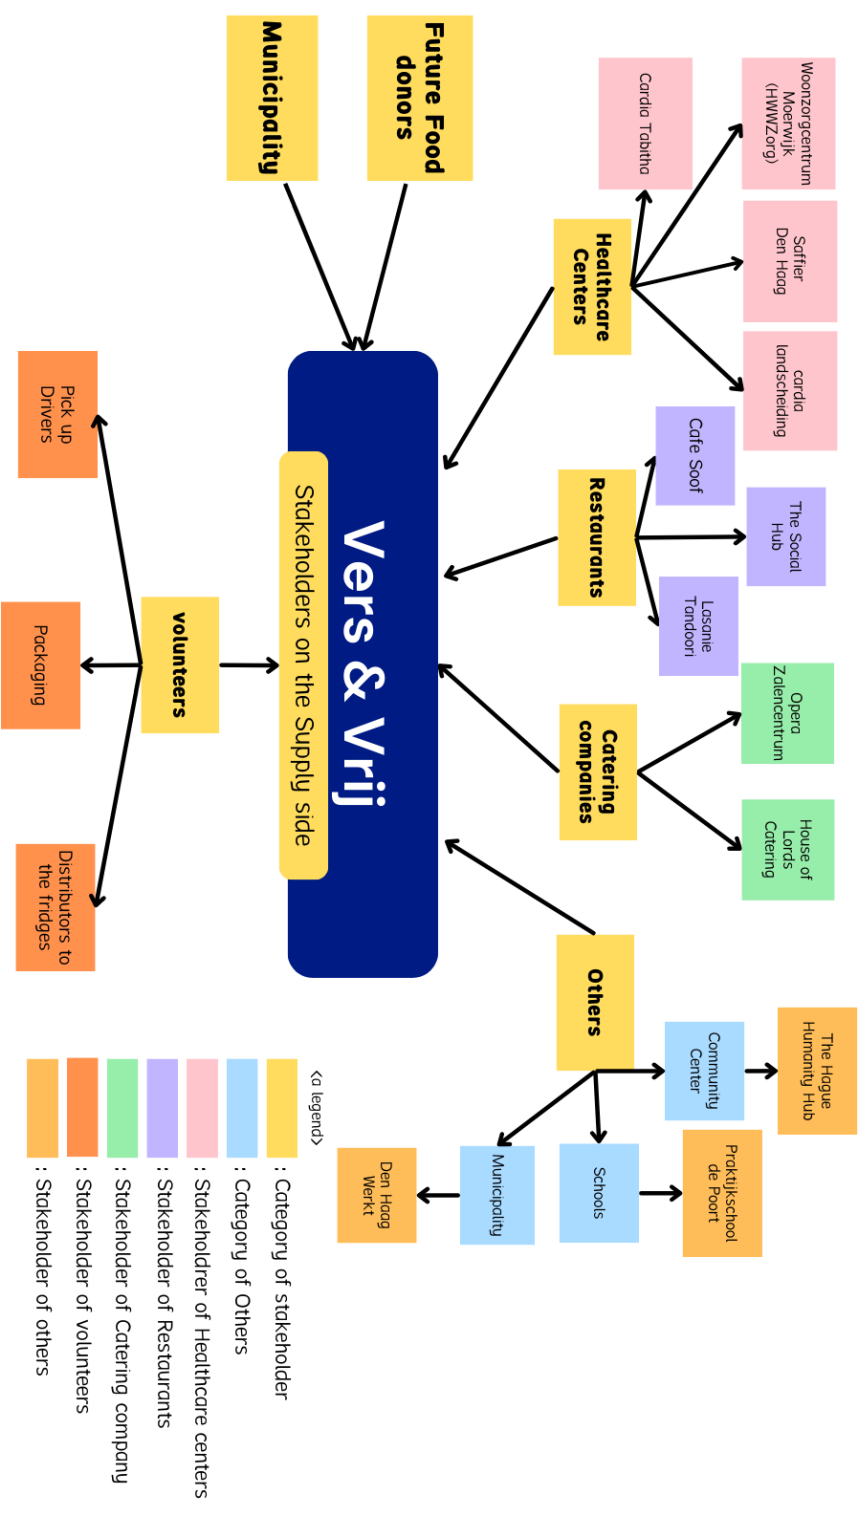 Woonzorgcentrum
Moerwijk
(HWWZorg)
Saffier
Den Haag
cardia
landscheiding
Cardia Tabitha
Healthcare
Centers
Cafe Soof
The Social
Hub
Lasanie
Tandoori
Restaurants
Opera
Zalencentrum
House of
Lords
Catering
Catering
companies
The Hague
Humanity Hub
Community
Center
Praktijkschool
de Poort
Schools
Others
Municipality
Den Haag
Werkt
Future Food
donors
Municipality
Vers & Vrij
Stakeholders on the Supply side
volunteers
Pick up
Drivers
Packaging
Distributors to
the fridges
<a legend>
: Category of stakeholder
: Category of Others
: Stakeholdrer of Healthcare centers
: Stakeholder of Restaurants
: Stakeholder of Catering company
: Stakeholder of volunteers
: Stakeholder of others